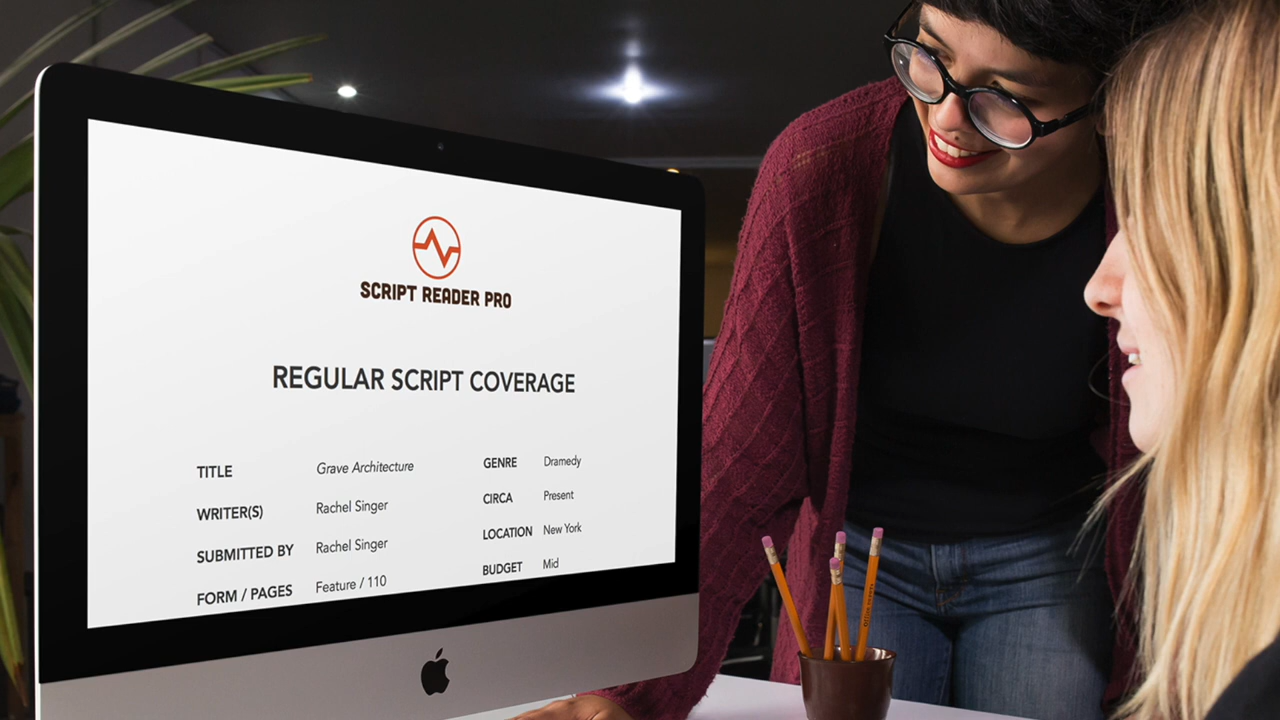 SCRIPT READER PRO
REGULAR SCRIPT COVERAGE
TITLE Grave Architecture
WRITER(S) Rachel Singer
SUBMITTED BY Rachel Singer
FORM / PAGES Feature / 110
GENRE Dramedy
CIRCA Present
LOCATION New York
BUDGET Mid